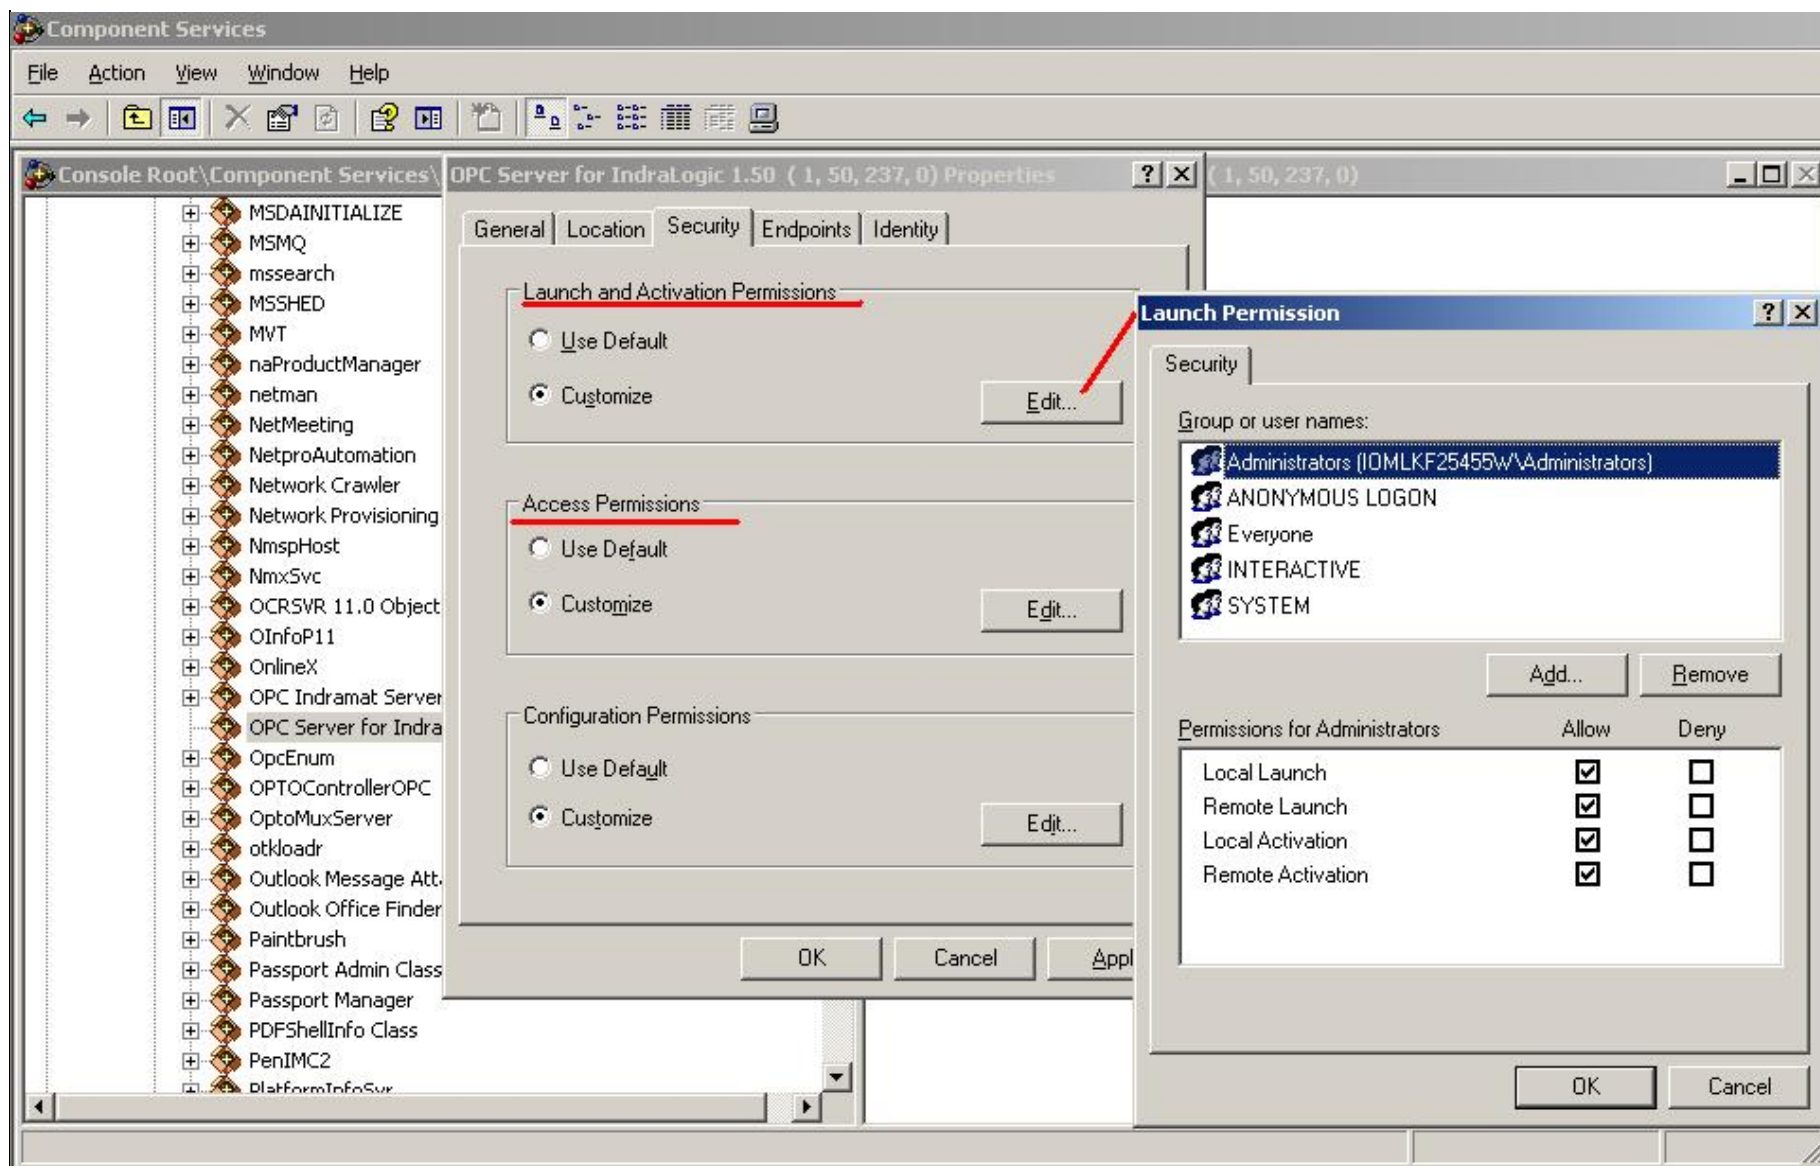 Component Services
File Action View Window Help
Console Root\Component Services\
MSDAINITIALIZE
MSMQ
mssearch
MSSHED
MVT
naProductManager
netman
NetMeeting
NetproAutomation
Network Crawler
Network Provisioning
NmspHost
NmxSvc
OCRSVR 11.0 Object
OInfoP11
OnlineX
OPC Indramat Server
OPC Server for Indra
OpcEnum
OPTOControllerOPC
OptoMuxServer
otkloadr
Outlook Message Att
Outlook Office Finder
Paintbrush
Passport Admin Class
Passport Manager
PDFShellInfo Class
PenIMC2
PlatformInfoSvr
OPC Server for IndraLogic 1.50 ( 1, 50, 237, 0) Properties
( 1, 50, 237, 0)
General Location Security Endpoints Identity
Launch and Activation Permissions
Use Default
Customize
Edit...
Access Permissions
Use Default
Customize
Edit...
Configuration Permissions
Use Default
Customize
Edit...
OK Cancel Appl
Launch Permission
Security
Group or user names:
Administrators (IOMLKF25455W\Administrators)
ANONYMOUS LOGON
Everyone
INTERACTIVE
SYSTEM
Add... Remove
Permissions for Administrators Allow Deny
Local Launch
Remote Launch
Local Activation
Remote Activation
OK Cancel